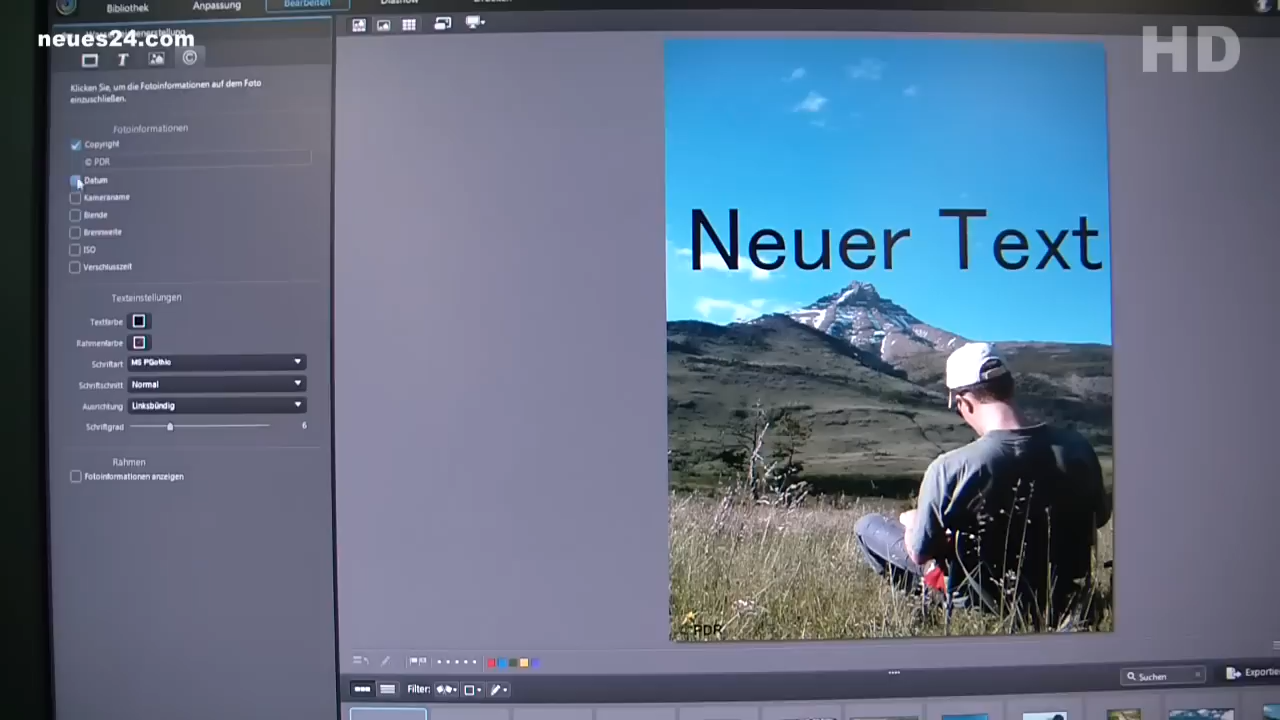 Bibliothek Anpassung Bearbeiten Diashow
neues24.com
HD
T ©
Klicken Sie, um die Fotoinformationen auf dem Foto
einzuschließen.
Fotoinformationen
Copyright
© PDR
Datum
Kameraname
Blende
Brennweite
ISO
Verschlusszeit
Texteinstellungen
Textfarbe
Rahmenfarbe
Schriftart MS PGothic
Schriftschnitt Normal
Ausrichtung Linksbündig
Schriftgrad 6
Rahmen
Fotoinformationen anzeigen
Neuer Text
© PDR
Filter:
Suchen